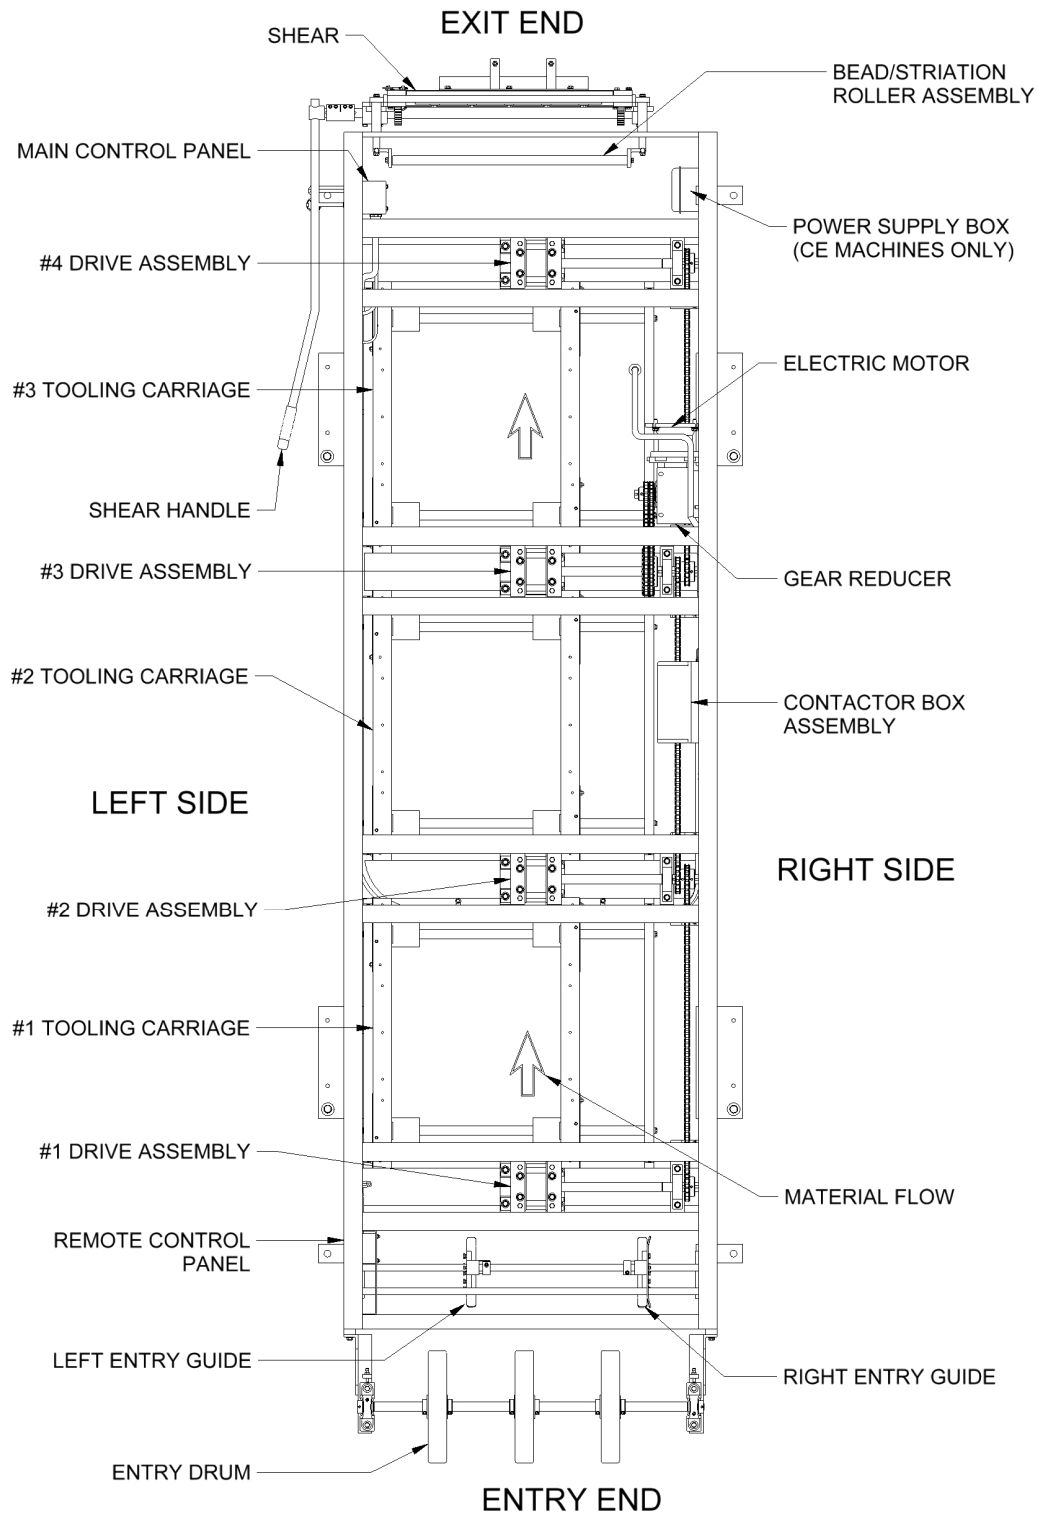 EXIT END
SHEAR
BEAD/STRIATION
ROLLER ASSEMBLY
MAIN CONTROL PANEL
POWER SUPPLY BOX
(CE MACHINES ONLY)
#4 DRIVE ASSEMBLY
ELECTRIC MOTOR
#3 TOOLING CARRIAGE
SHEAR HANDLE
#3 DRIVE ASSEMBLY
GEAR REDUCER
#2 TOOLING CARRIAGE
CONTACTOR BOX
ASSEMBLY
LEFT SIDE
RIGHT SIDE
#2 DRIVE ASSEMBLY
#1 TOOLING CARRIAGE
#1 DRIVE ASSEMBLY
MATERIAL FLOW
REMOTE CONTROL
PANEL
LEFT ENTRY GUIDE
RIGHT ENTRY GUIDE
ENTRY DRUM
ENTRY END